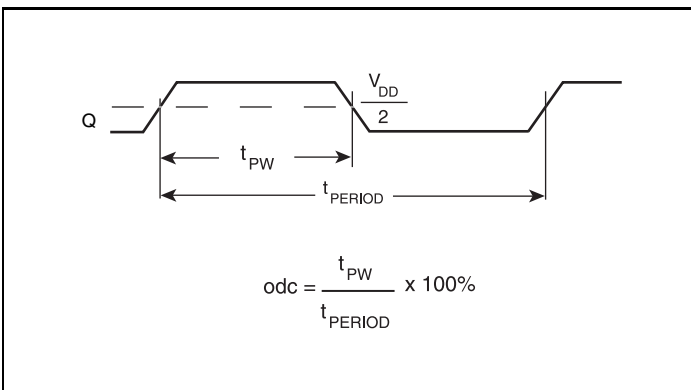 V_DD
2
Q
t_PW
t_PERIOD
t_PW
odc = x 100%
t_PERIOD